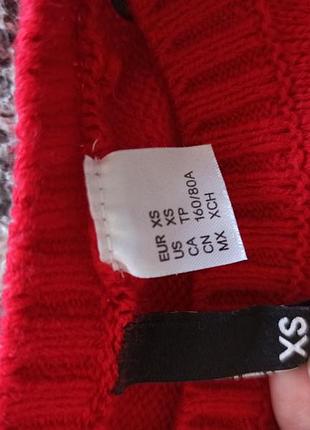 EUR XS
US XS
CA TP
CN 160/80A
MX XCH
XS